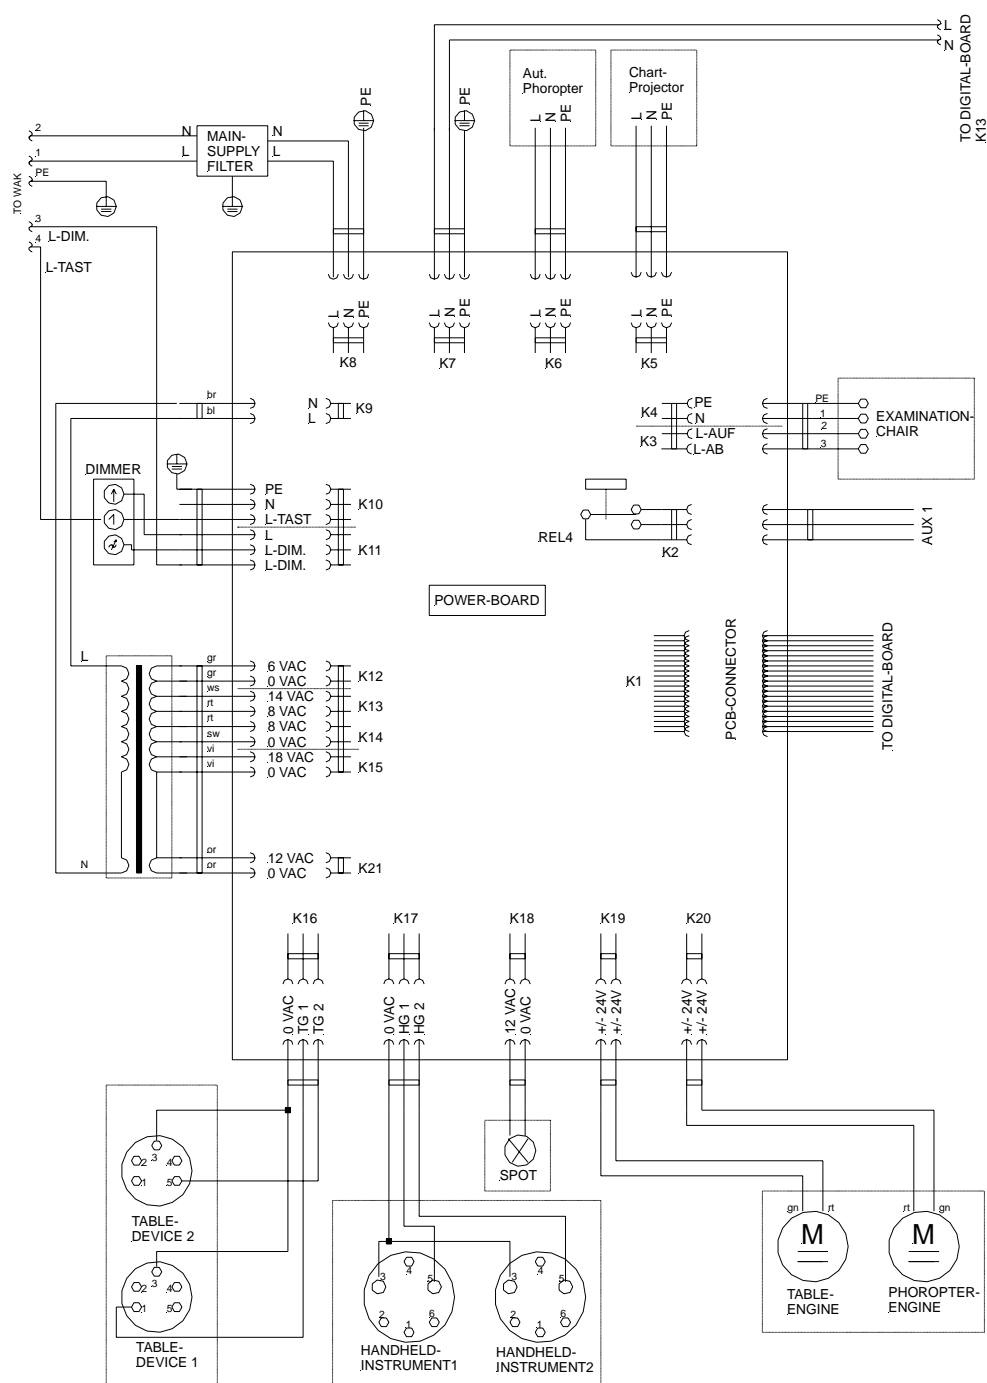 L
N
TO DIGITAL-BOARD
K13
Aut.
Phoropter
L
N
PE
Chart-
Projector
L
N
PE
PE
PE
2
1
PE
TO WAK
3
L-DIM.
4
L-TAST
N
L
MAIN-
SUPPLY
FILTER
N
L
L
N
PE
K8
L
N
PE
K7
L
N
PE
K6
L
N
PE
K5
br
bl
N
L
K9
K4
K3
PE
N
L-AUF
L-AB
PE
1
2
3
EXAMINATION-
CHAIR
DIMMER
PE
N
L-TAST
L
L-DIM.
L-DIM.
K10
K11
REL4
K2
AUX 1
POWER-BOARD
K1
PCB-CONNECTOR
TO DIGITAL-BOARD
L
N
gr
gr
ws
rt
rt
sw
vi
vi
or
or
6 VAC
0 VAC
14 VAC
8 VAC
8 VAC
0 VAC
18 VAC
0 VAC
K12
K13
K14
K15
12 VAC
0 VAC
K21
K16
K17
K18
K19
K20
0 VAC
TG 1
TG 2
0 VAC
HG 1
HG 2
12 VAC
0 VAC
+/- 24V
+/- 24V
+/- 24V
+/- 24V
2
3
4
1
5
TABLE-
DEVICE 2
2
3
4
1
5
TABLE-
DEVICE 1
3
4
5
2
1
6
HANDHELD-
INSTRUMENT1
3
4
5
2
1
6
HANDHELD-
INSTRUMENT2
SPOT
gn
rt
M
TABLE-
ENGINE
rt
gn
M
PHOROPTER-
ENGINE